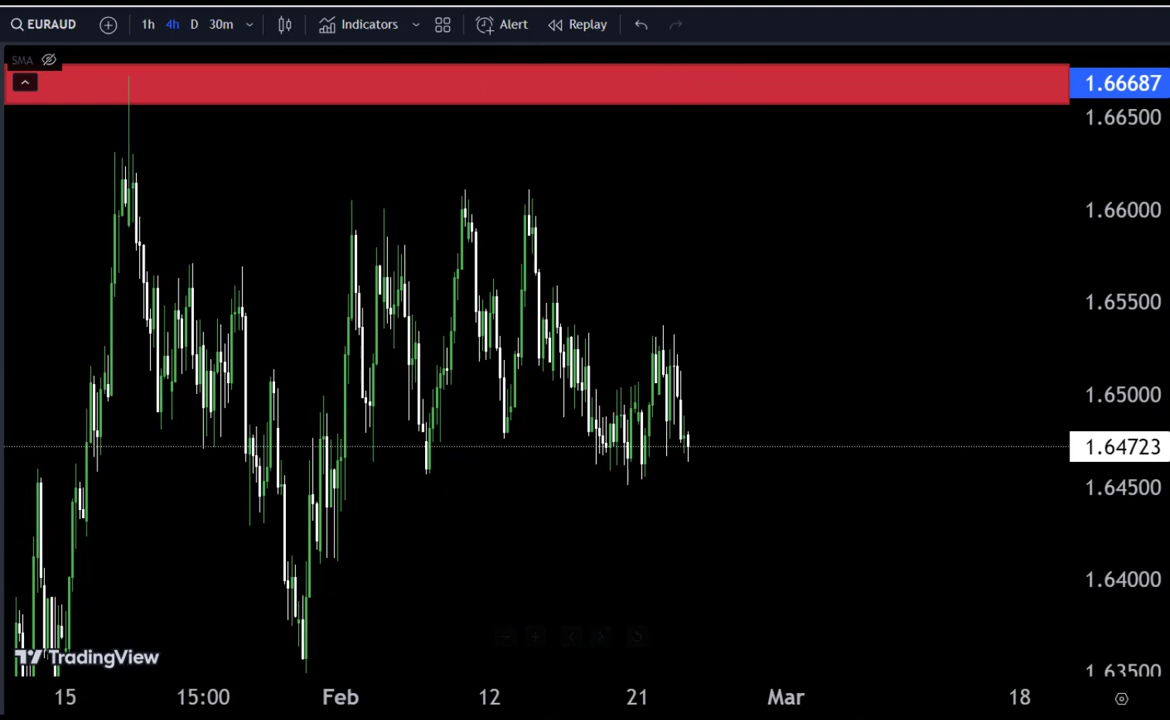 EURAUD 1h 4h D 30m Indicators Alert Replay
SMA
1.66687
1.66500
1.66000
1.65500
1.65000
1.64723
1.64500
1.64000
1.63500
TradingView
15 15:00 Feb 12 21 Mar 18